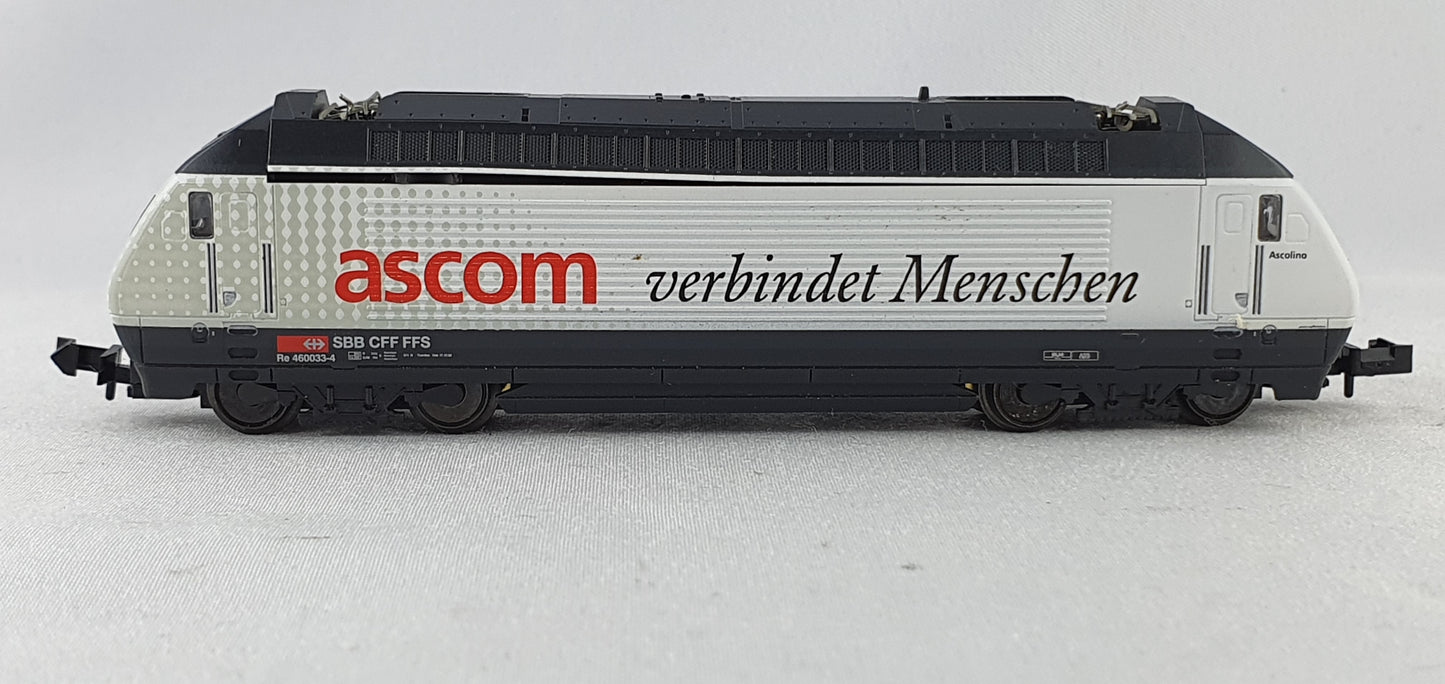 ascom verbindet Menschen
Ascolino
SBB CFF FFS
Re 460033-4